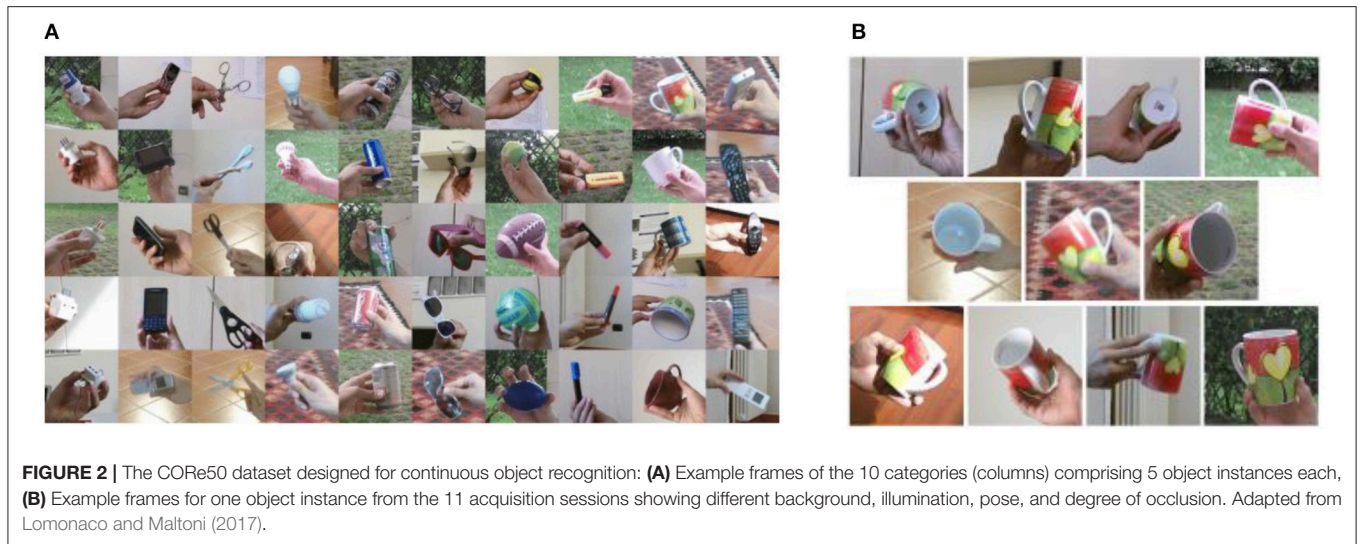 A
B
FIGURE 2 | The CORe50 dataset designed for continuous object recognition: (A) Example frames of the 10 categories (columns) comprising 5 object instances each,
(B) Example frames for one object instance from the 11 acquisition sessions showing different background, illumination, pose, and degree of occlusion. Adapted from
Lomonaco and Maltoni (2017).